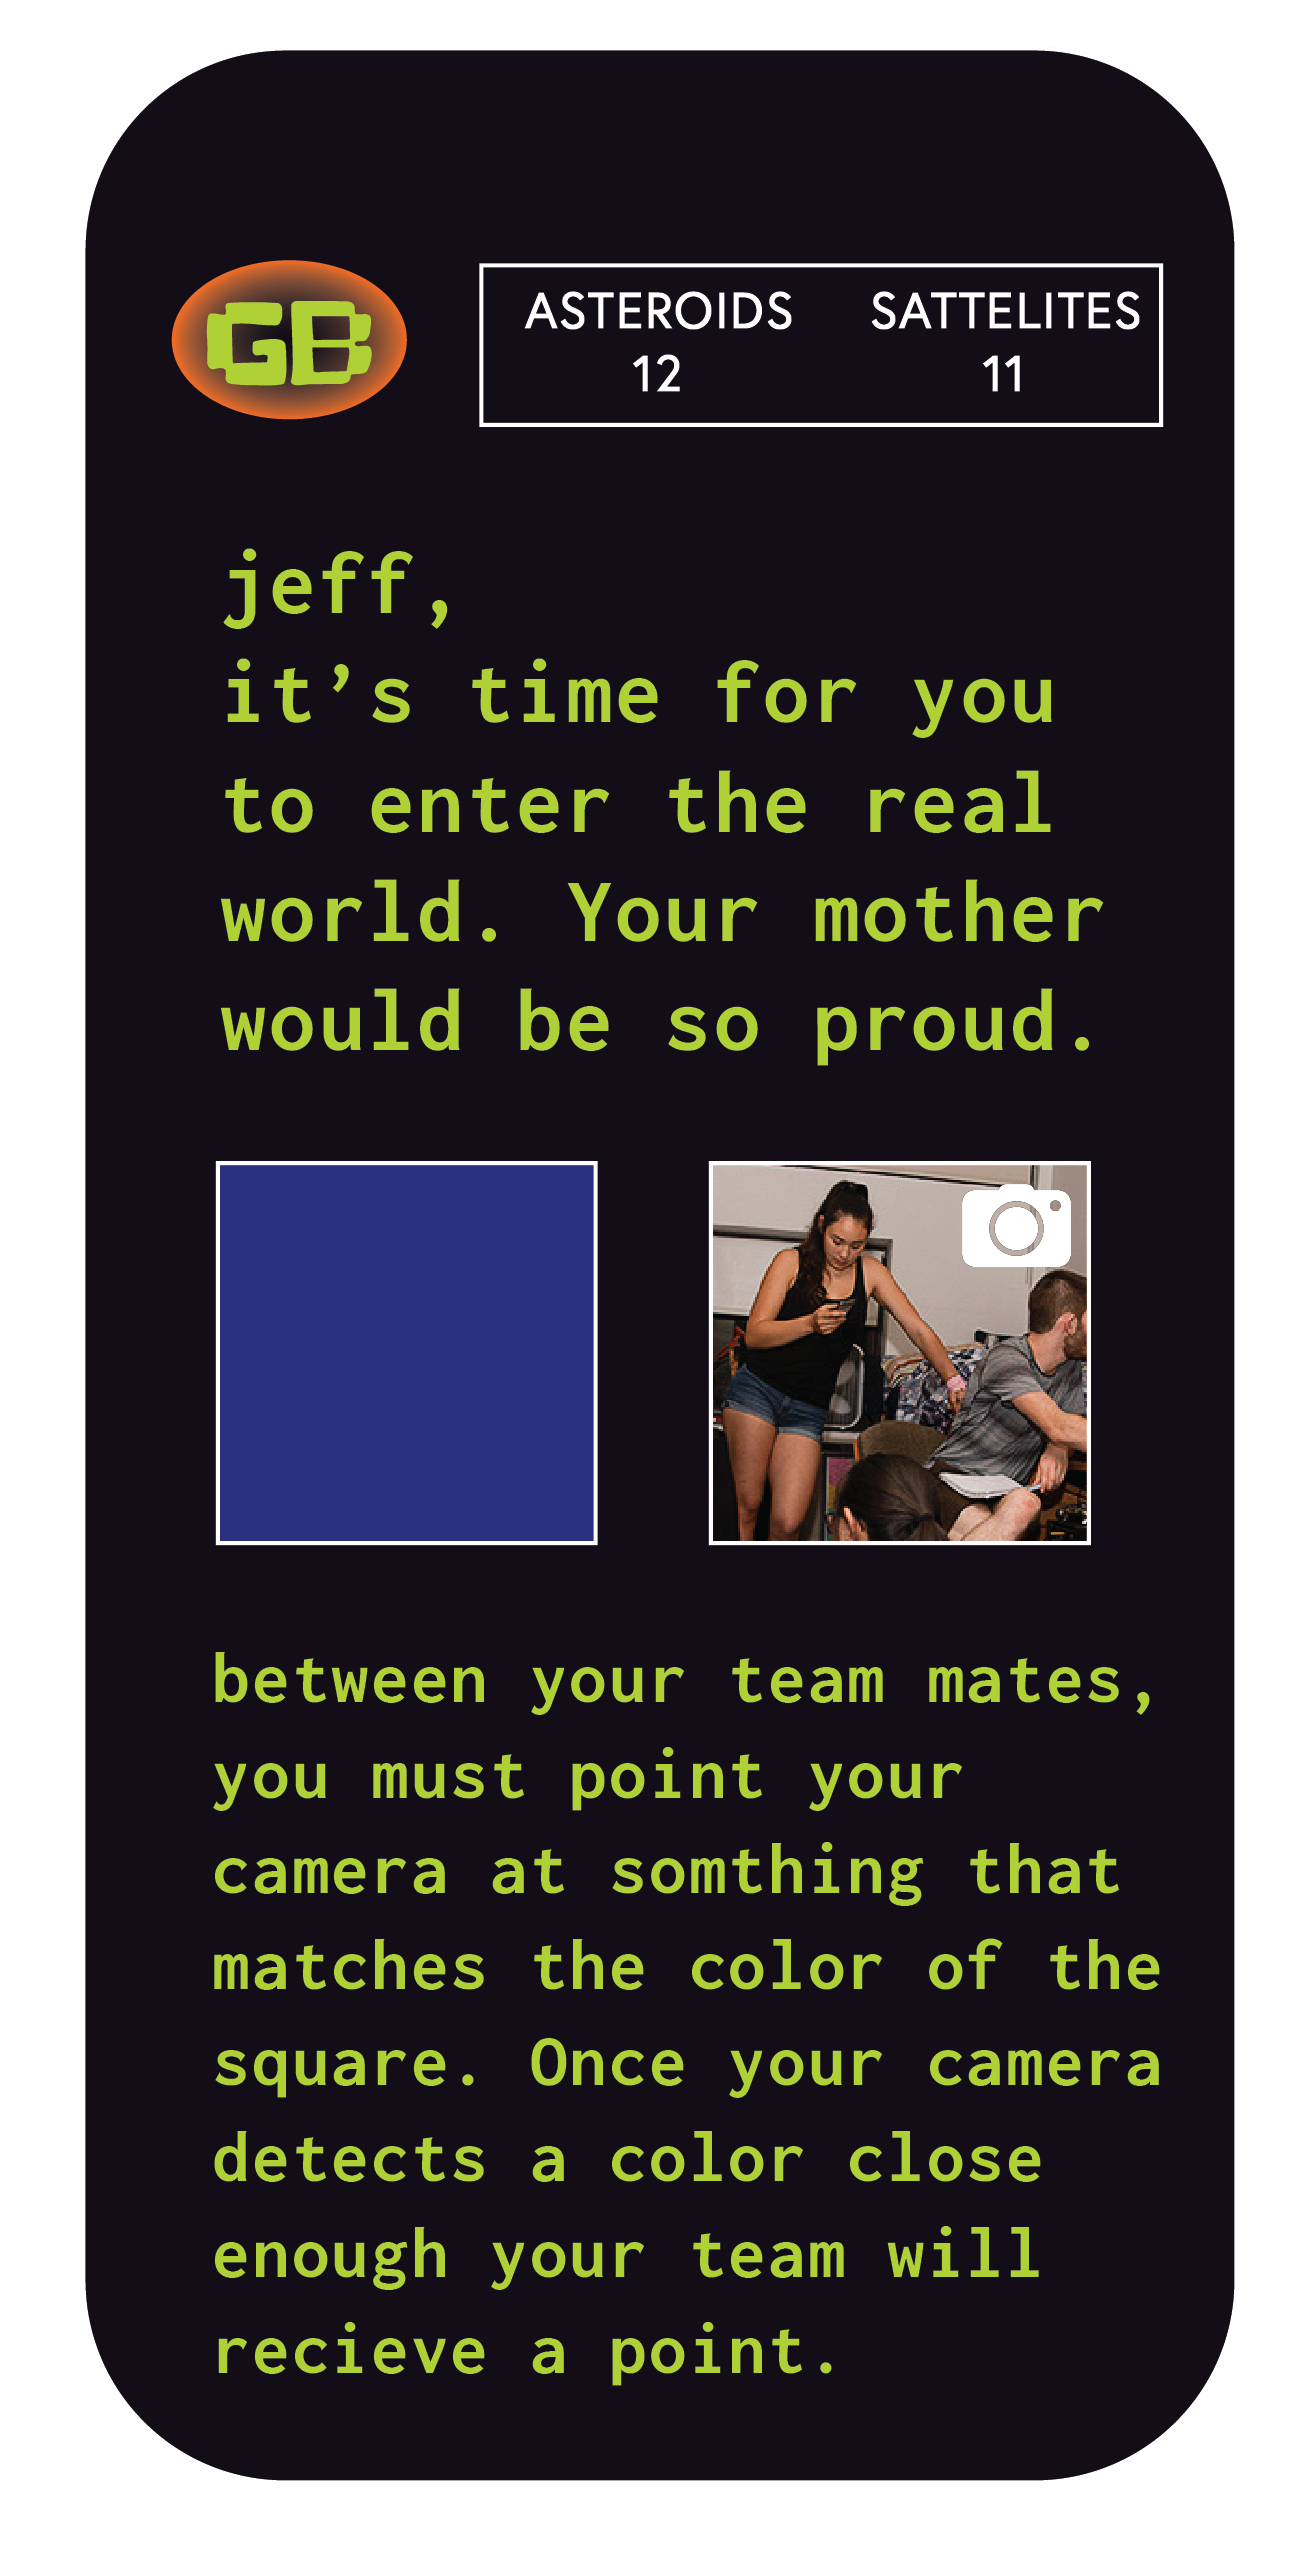 GB
ASTEROIDS SATTELITES
12 11
jeff,
it’s time for you
to enter the real
world. Your mother
would be so proud.
between your team mates,
you must point your
camera at somthing that
matches the color of the
square. Once your camera
detects a color close
enough your team will
recieve a point.